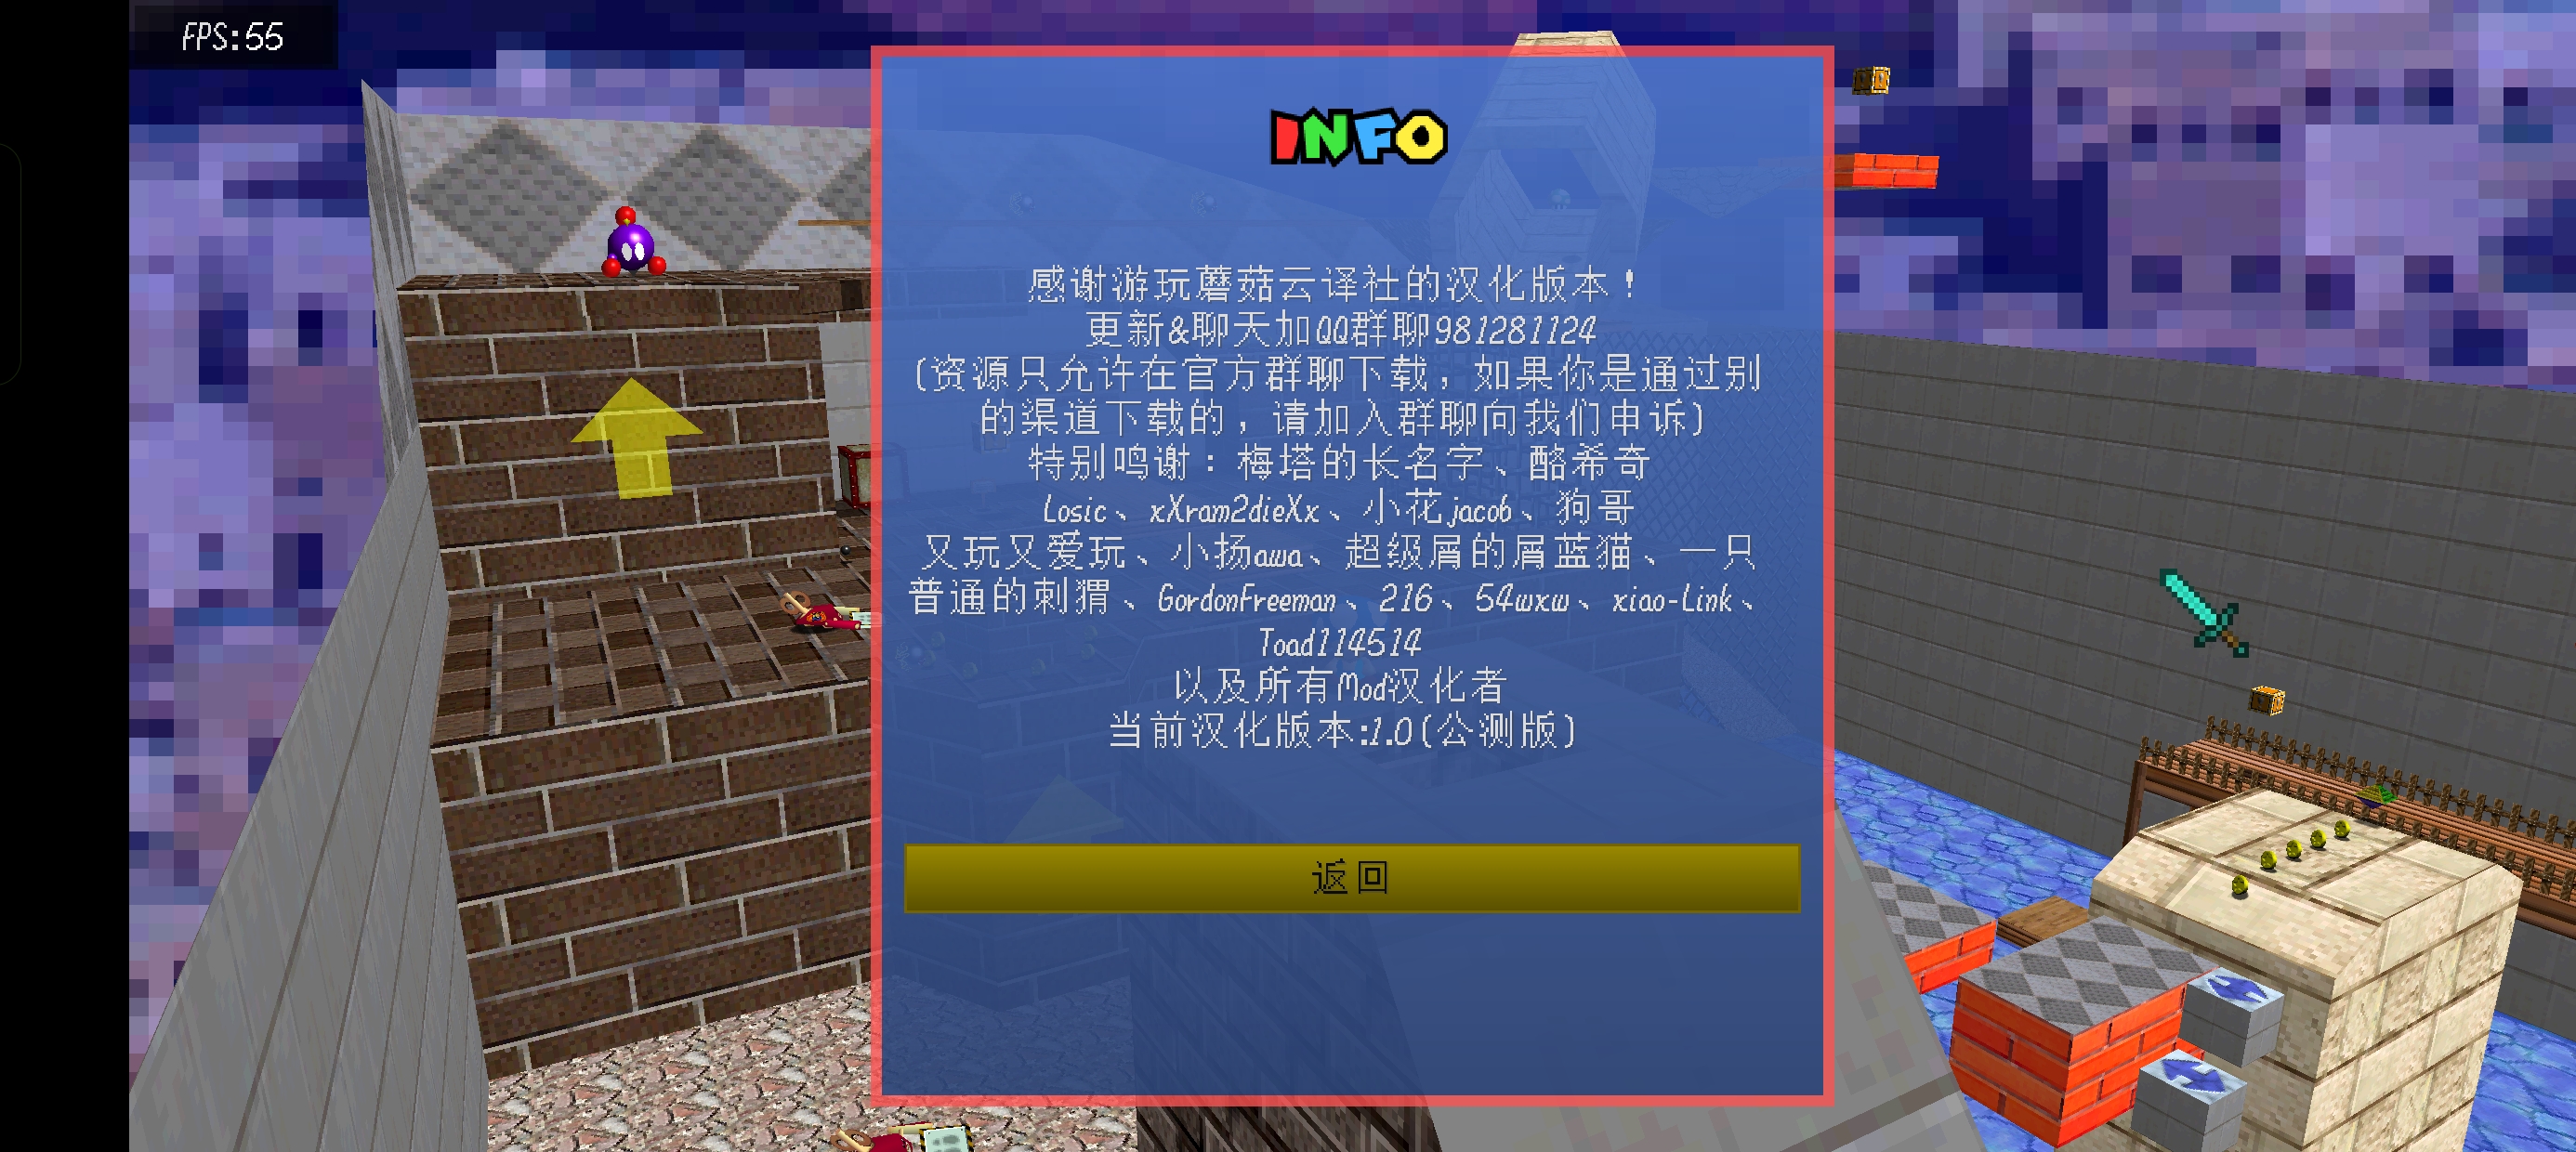 FPS:55
INFO
感谢游玩蘑菇云译社的汉化版本！
更新&聊天加QQ群聊981281124
(资源只允许在官方群聊下载，如果你是通过别
的渠道下载的，请加入群聊向我们申诉)
特别鸣谢：梅塔的长名字、酪希奇
Losic、xXram2dieXx、小花jacob、狗哥
又玩又爱玩、小扬awa、超级屑的屑蓝猫、一只
普通的刺猬、GordonFreeman、216、54wxw、xiao-Link、
Toad114514
以及所有Mod汉化者
当前汉化版本:1.0(公测版)
返回